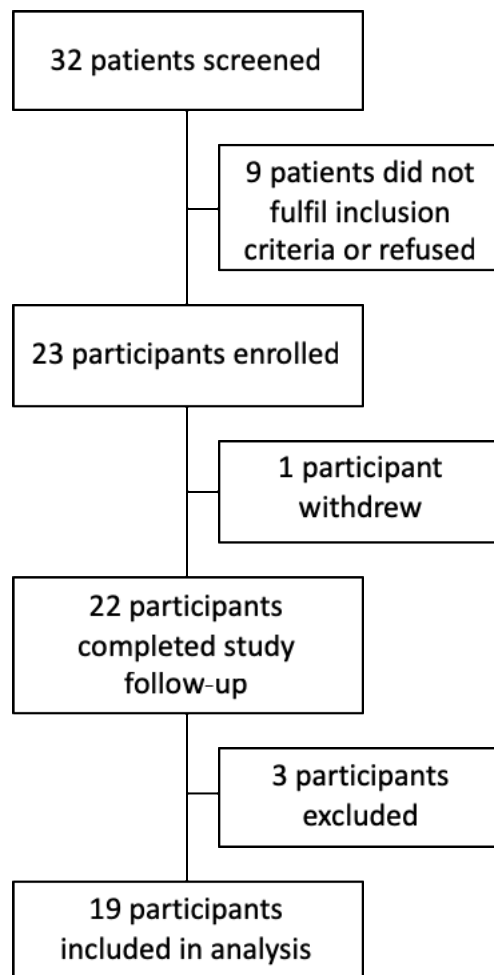 32 patients screened
9 patients did not
fulfil inclusion
criteria or refused
23 participants enrolled
1 participant
withdrew
22 participants
completed study
follow-up
3 participants
excluded
19 participants
included in analysis